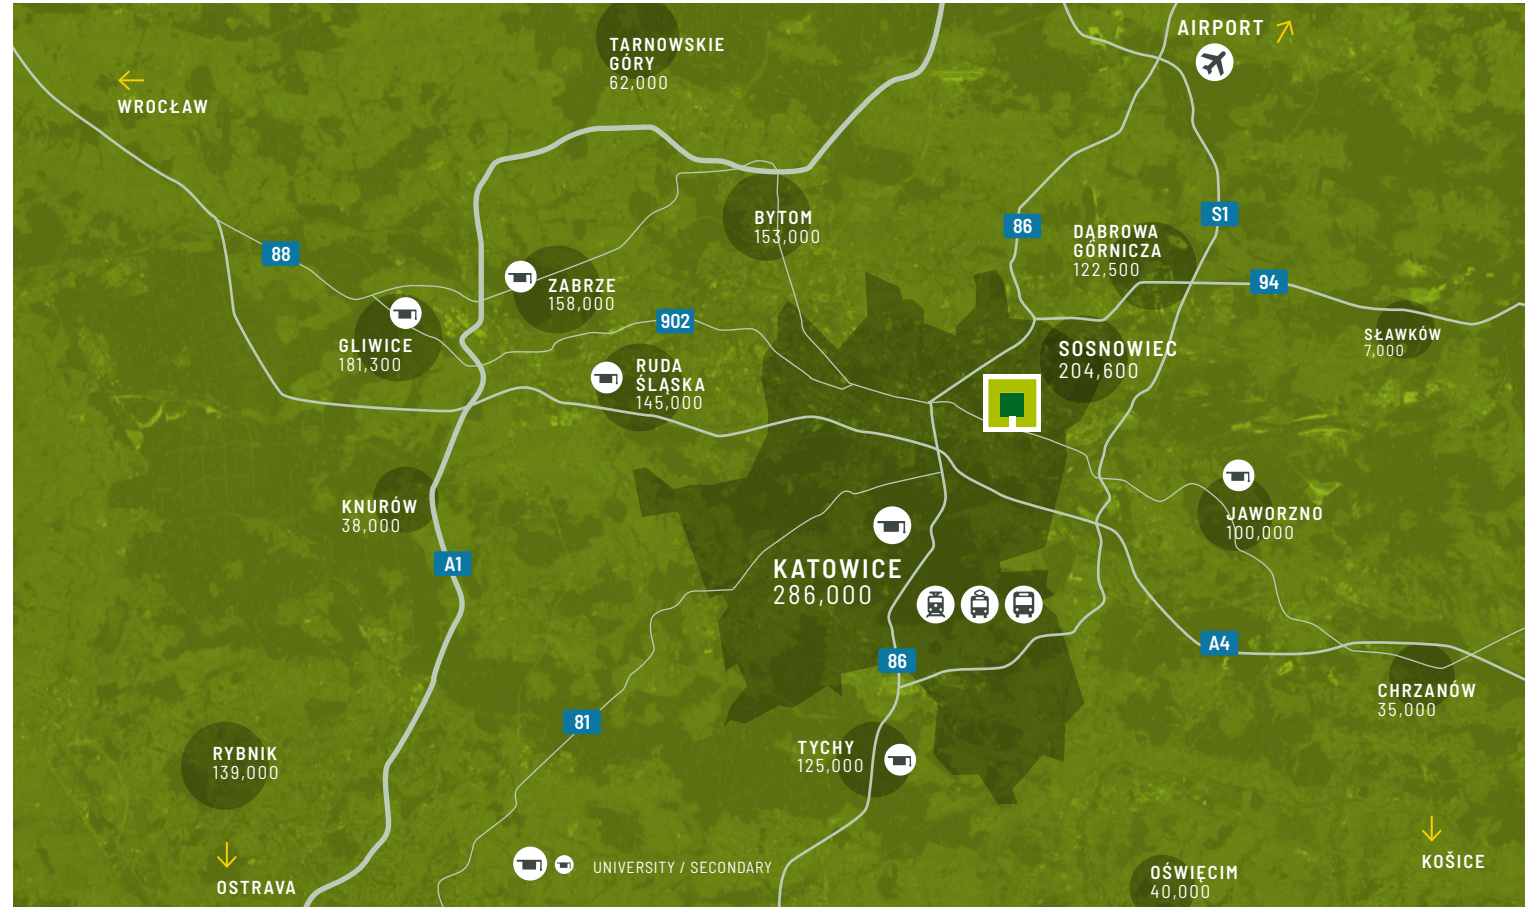 AIRPORT
TARNOWSKIE
GÓRY
62,000
WROCŁAW
BYTOM
153,000
86
S1
DĄBROWA
GÓRNICZA
122,500
88
94
ZABRZE
158,000
902
GLIWICE
181,300
SŁAWKÓW
7,000
SOSNOWIEC
204,600
RUDA
ŚLĄSKA
145,000
KNURÓW
38,000
JAWORZNO
100,000
A1
KATOWICE
286,000
A4
86
CHRZANÓW
35,000
81
RYBNIK
139,000
TYCHY
125,000
OSTRAVA
UNIVERSITY / SECONDARY
OŚWIĘCIM
40,000
KOŠICE